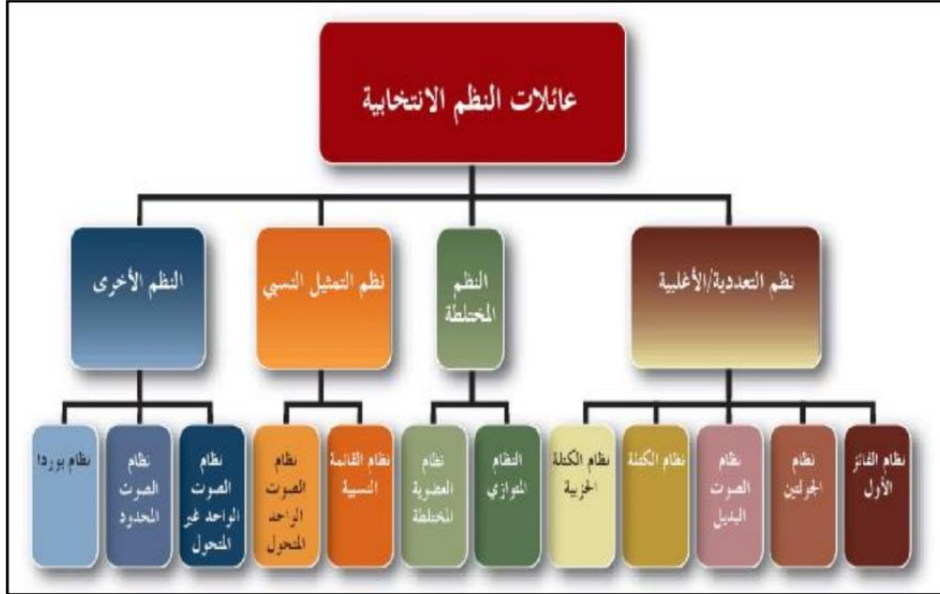 عائلات النظم الانتخابية
نظم التعددية/الأغلبية
النظم
المختلطة
نظم التمثيل النسبي
النظم الأخرى
نظام الفائز
الأول
نظام
الجولتين
نظام
الصوت
البديل
نظام الكتلة
نظام الكتلة
الحزبية
النظام
المتوازي
نظام
العضوية
المختلطة
نظام القائمة
النسبية
نظام
الصوت
الواحد
المتحول
نظام
الصوت
الواحد غير
المتحول
نظام
الصوت
المحدود
نظام بوردا